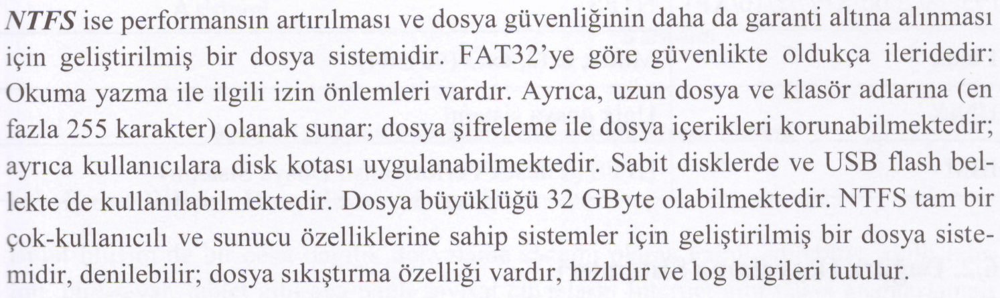 NTFS ise performansın artırılması ve dosya güvenliğinin daha da garanti altına alınması
için geliştirilmiş bir dosya sistemidir. FAT32’ye göre güvenlikte oldukça ileridedir:
Okuma yazma ile ilgili izin önlemleri vardır. Ayrıca, uzun dosya ve klasör adlarına (en
fazla 255 karakter) olanak sunar; dosya şifreleme ile dosya içerikleri korunabilmektedir;
ayrıca kullanıcılara disk kotası uygulanabilmektedir. Sabit disklerde ve USB flash bel-
lekte de kullanılabilmektedir. Dosya büyüklüğü 32 GByte olabilmektedir. NTFS tam bir
çok-kullanıcılı ve sunucu özelliklerine sahip sistemler için geliştirilmiş bir dosya siste-
midir, denilebilir; dosya sıkıştırma özelliği vardır, hızlıdır ve log bilgileri tutulur.